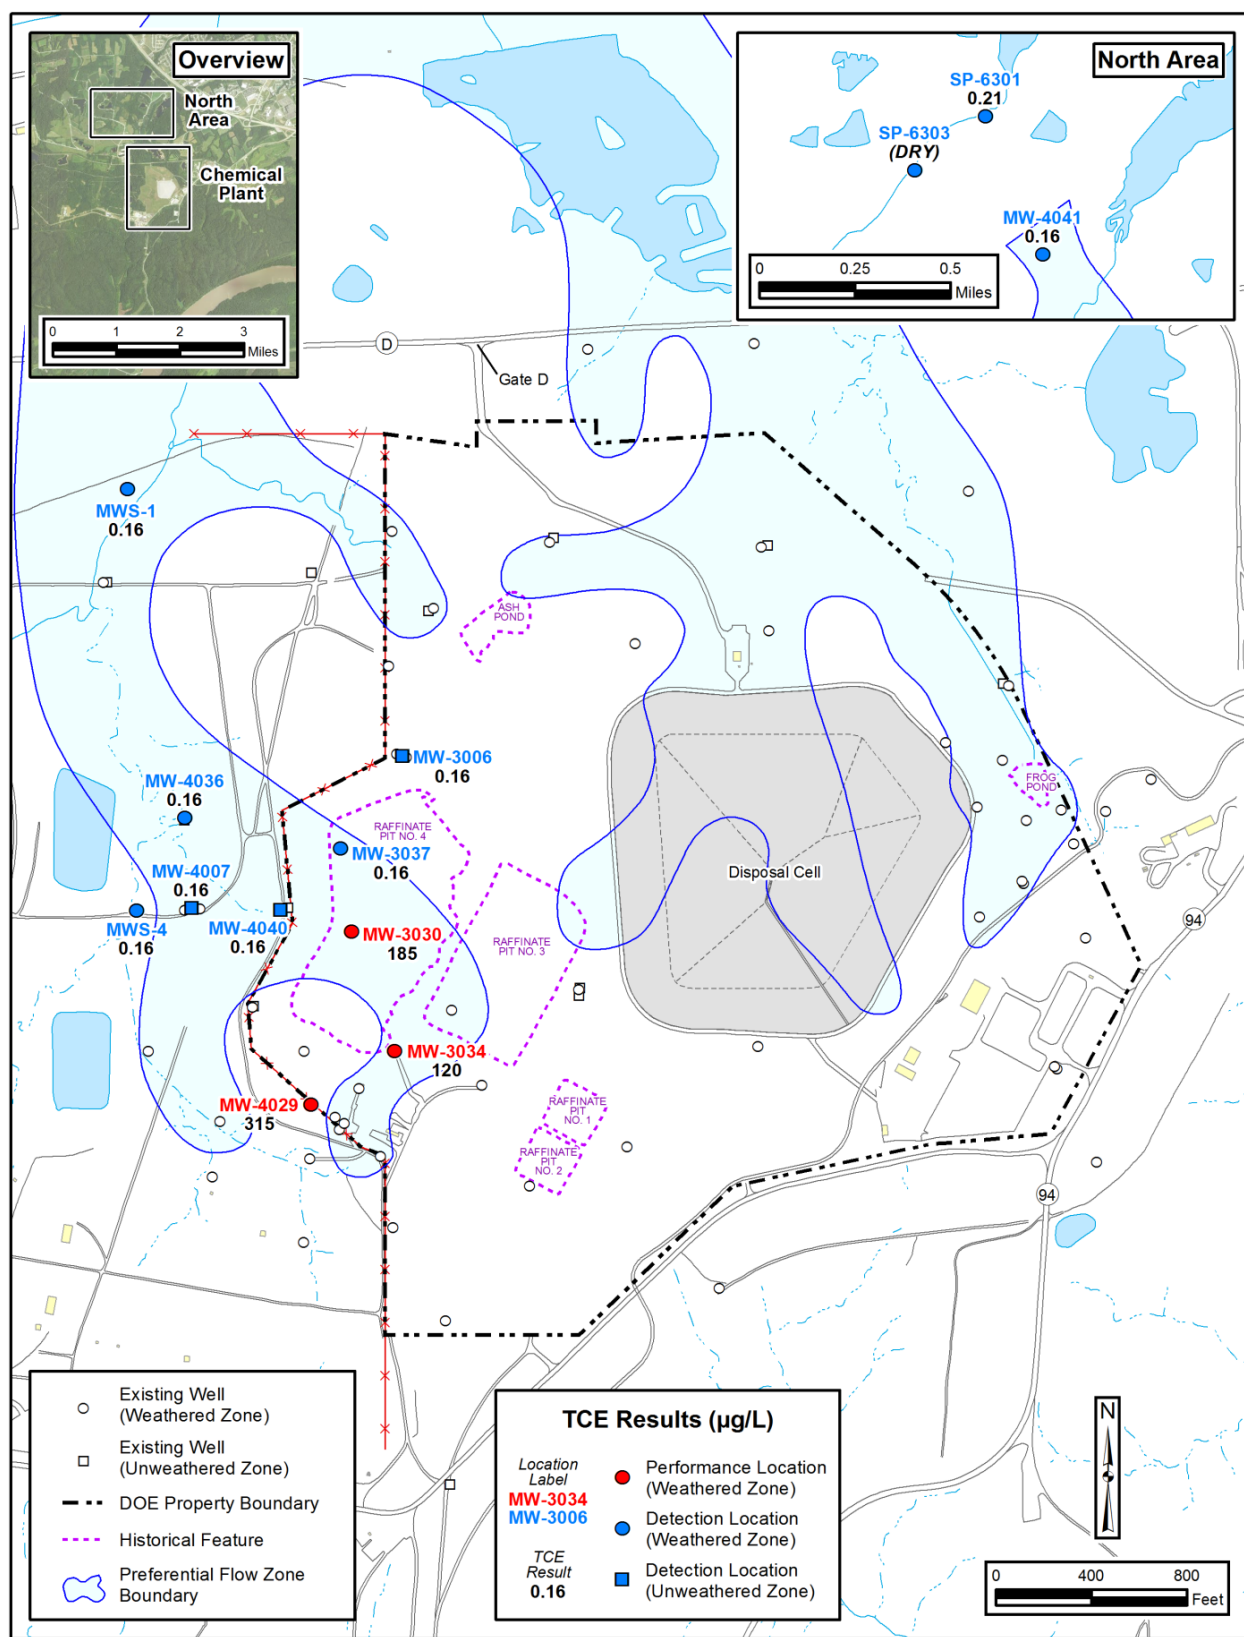 Overview
North
Area
Chemical
Plant
0 1 2 3
Miles
North Area
SP-6301
0.21
SP-6303
(DRY)
MW-4041
0.16
0 0.25 0.5
Miles
D
Gate D
MWS-1
0.16
ASH
POND
MW-3006
0.16
FROG
POND
MW-4036
0.16
RAFFINATE
PIT NO. 4
MW-3037
0.16
MW-4007
0.16
Disposal Cell
MWS-4
0.16
MW-4040
0.16
MW-3030
185
RAFFINATE
PIT NO. 3
94
MW-3034
120
MW-4029
315
RAFFINATE
PIT
NO. 1
RAFFINATE
PIT
NO. 2
94
Existing Well
(Weathered Zone)
Existing Well
(Unweathered Zone)
DOE Property Boundary
Historical Feature
Preferential Flow Zone
Boundary
TCE Results (µg/L)
Location
Label
MW-3034
MW-3006
TCE
Result
0.16
Performance Location
(Weathered Zone)
Detection Location
(Weathered Zone)
Detection Location
(Unweathered Zone)
N
0 400 800
Feet